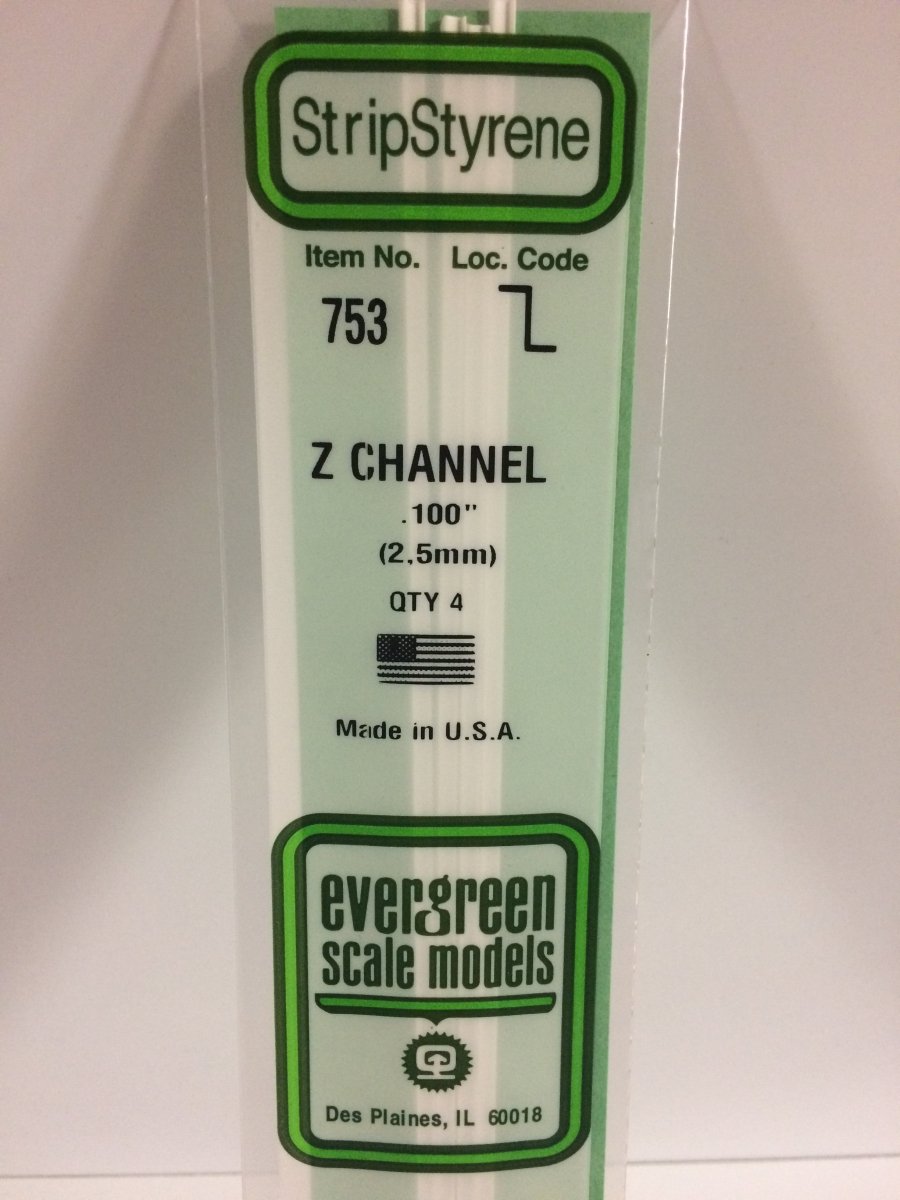 StripStyrene
Item No. Loc. Code
753
Z CHANNEL
.100"
(2,5mm)
QTY 4
Made in U.S.A.
evergreen
scale models
Des Plaines, IL 60018